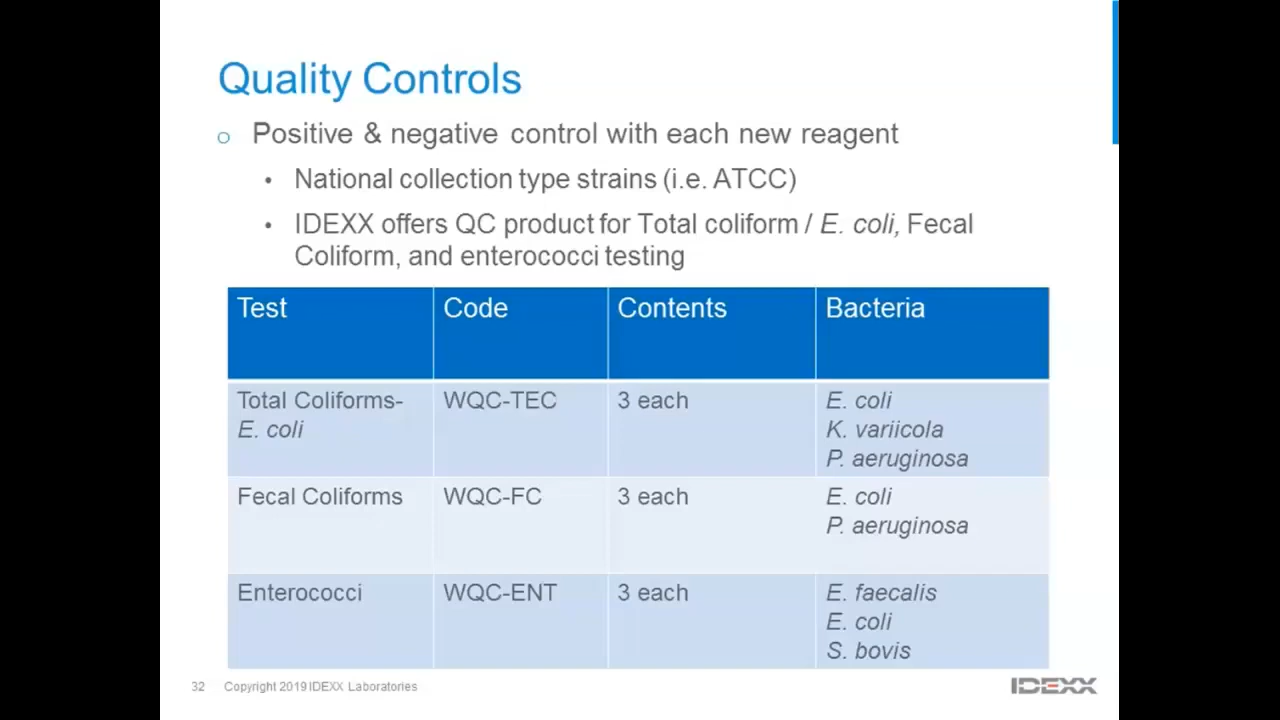 Quality Controls
o Positive & negative control with each new reagent
• National collection type strains (i.e. ATCC)
• IDEXX offers QC product for Total coliform / E. coli, Fecal
Coliform, and enterococci testing
Test Code Contents Bacteria
Total Coliforms- WQC-TEC 3 each E. coli
E. coli K. variicola
P. aeruginosa
Fecal Coliforms WQC-FC 3 each E. coli
P. aeruginosa
Enterococci WQC-ENT 3 each E. faecalis
E. coli
S. bovis
32 Copyright 2019 IDEXX Laboratories IDEXX